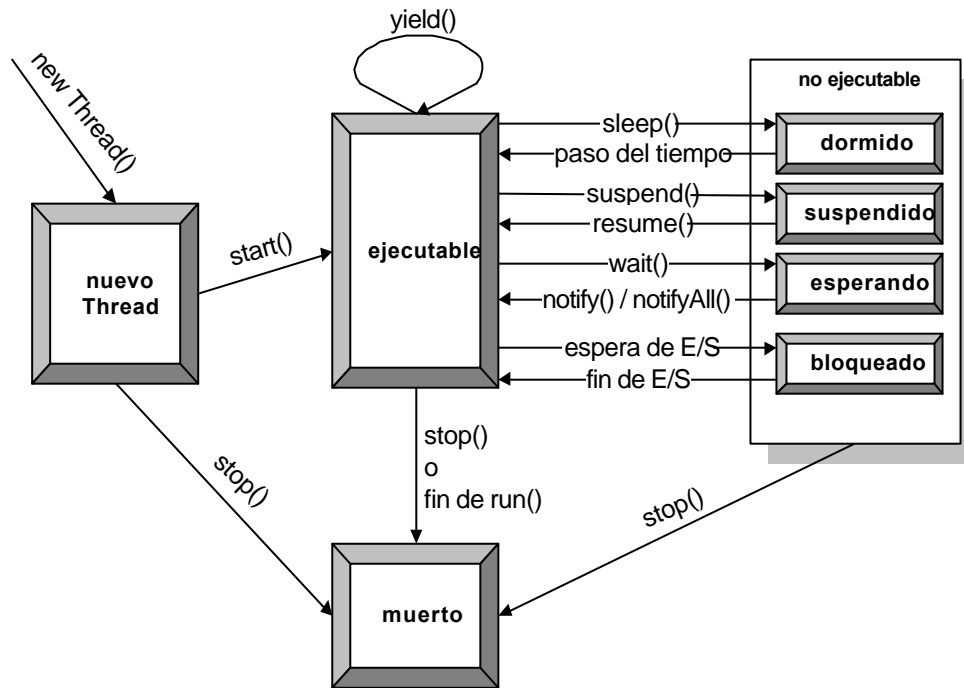 yield()
new Thread()
no ejecutable
sleep()
dormido
paso del tiempo
suspend()
suspendido
resume()
start()
ejecutable
nuevo
Thread
wait()
esperando
notify() / notifyAll()
espera de E/S
bloqueado
fin de E/S
stop()
o
fin de run()
stop()
stop()
muerto